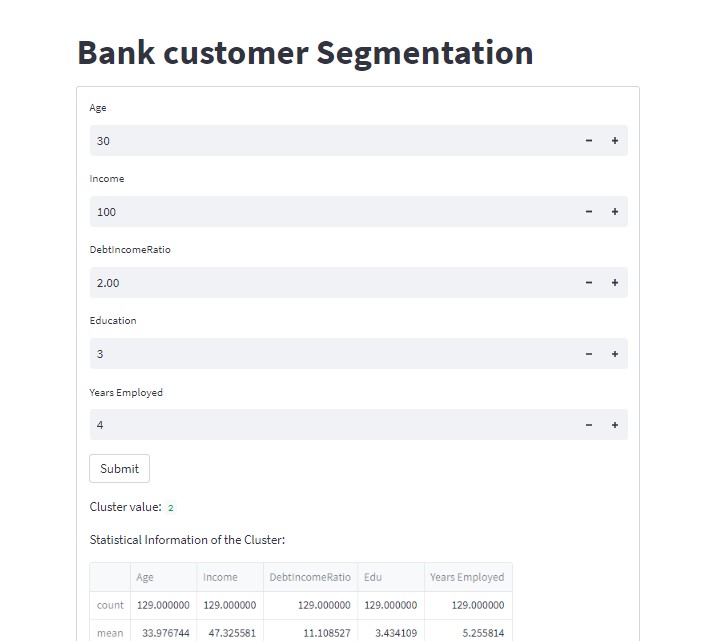 Bank customer Segmentation
Age
30 − +
Income
100 − +
DebtIncomeRatio
2.00 − +
Education
3 − +
Years Employed
4 − +
Submit
Cluster value: 2
Statistical Information of the Cluster:
Age Income DebtIncomeRatio Edu Years Employed
count 129.000000 129.000000 129.000000 129.000000 129.000000
mean 33.976744 47.325581 11.108527 3.434109 5.255814